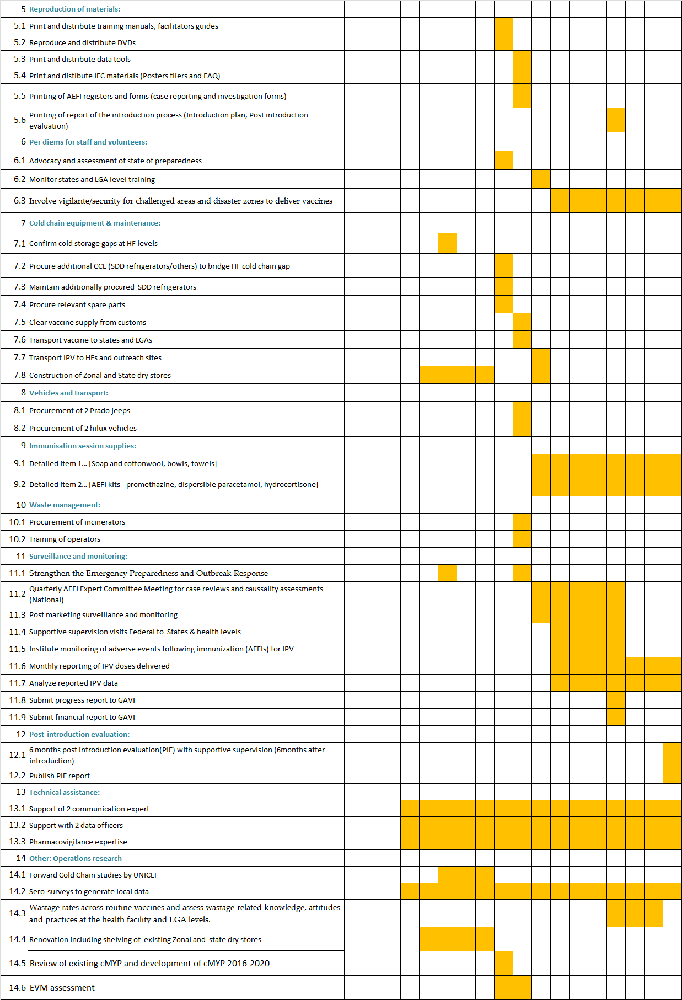 5 Reproduction of materials:
5.1 Print and distribute training manuals, facilitators guides
5.2 Reproduce and distribute DVDs
5.3 Print and distribute data tools
5.4 Print and distibute IEC materials (Posters fliers and FAQ)
5.5 Printing of AEFI registers and forms (case reporting and investigation forms)
5.6 Printing of report of the introduction process (Introduction plan, Post introduction
evaluation)
6 Per diems for staff and volunteers:
6.1 Advocacy and assessment of state of preparedness
6.2 Monitor states and LGA level training
6.3 Involve vigilante/security for challenged areas and disaster zones to deliver vaccines
7 Cold chain equipment & maintenance:
7.1 Confirm cold storage gaps at HF levels
7.2 Procure additional CCE (SDD refrigerators/others) to bridge HF cold chain gap
7.3 Maintain additionally procured SDD refrigerators
7.4 Procure relevant spare parts
7.5 Clear vaccine supply from customs
7.6 Transport vaccine to states and LGAs
7.7 Transport IPV to HFs and outreach sites
7.8 Construction of Zonal and State dry stores
8 Vehicles and transport:
8.1 Procurement of 2 Prado jeeps
8.2 Procurement of 2 hilux vehicles
9 Immunisation session supplies:
9.1 Detailed item 1... [Soap and cottonwool, bowls, towels]
9.2 Detailed item 2... [AEFI kits - promethazine, dispersible paracetamol, hydrocortisone]
10 Waste management:
10.1 Procurement of incinerators
10.2 Training of operators
11 Surveillance and monitoring:
11.1 Strengthen the Emergency Preparedness and Outbreak Response
11.2 Quarterly AEFI Expert Committee Meeting for case reviews and caussality assessments
(National)
11.3 Post marketing surveillance and monitoring
11.4 Supportive supervision visits Federal to States & health levels
11.5 Institute monitoring of adverse events following immunization (AEFIs) for IPV
11.6 Monthly reporting of IPV doses delivered
11.7 Analyze reported IPV data
11.8 Submit progress report to GAVI
11.9 Submit financial report to GAVI
12 Post-introduction evaluation:
12.1 6 months post introduction evaluation(PIE) with supportive supervision (6months after
introduction)
12.2 Publish PIE report
13 Technical assistance:
13.1 Support of 2 communication expert
13.2 Support with 2 data officers
13.3 Pharmacovigilance expertise
14 Other: Operations research
14.1 Forward Cold Chain studies by UNICEF
14.2 Sero-surveys to generate local data
14.3 Wastage rates across routine vaccines and assess wastage-related knowledge, attitudes
and practices at the health facility and LGA levels.
14.4 Renovation including shelving of existing Zonal and state dry stores
14.5 Review of existing cMYP and development of cMYP 2016-2020
14.6 EVM assessment